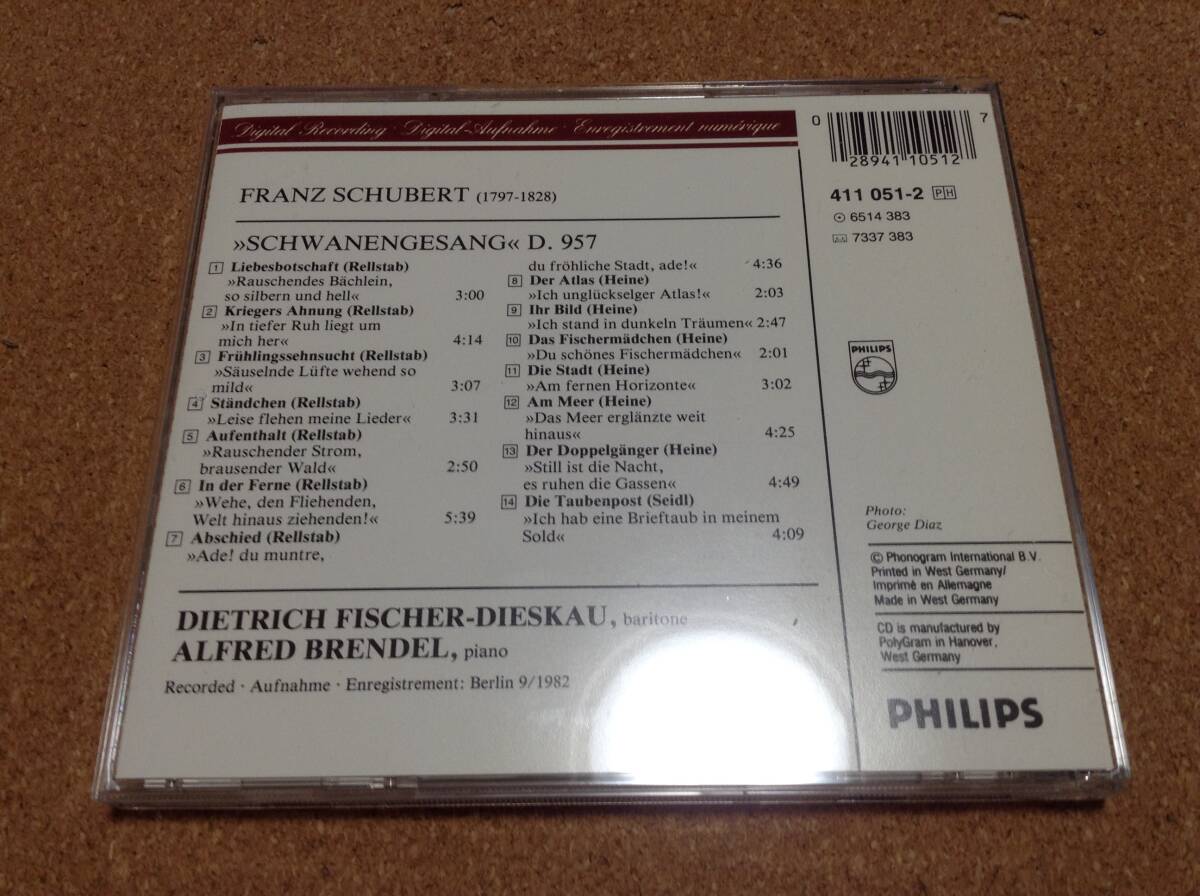 Digital Recording · Digital-Aufnahme · Enregistrement numérique
FRANZ SCHUBERT (1797-1828)
»SCHWANENGESANG« D. 957
1 Liebesbotschaft (Rellstab)
»Rauschendes Bächlein,
so silbern und hell« 3:00
2 Kriegers Ahnung (Rellstab)
»In tiefer Ruh liegt um
mich her« 4:14
3 Frühlingssehnsucht (Rellstab)
»Säuselnde Lüfte wehend so
mild« 3:07
4 Ständchen (Rellstab)
»Leise flehen meine Lieder« 3:31
5 Aufenthalt (Rellstab)
»Rauschender Strom,
brausender Wald« 2:50
6 In der Ferne (Rellstab)
»Wehe, den Fliehenden,
Welt hinaus ziehenden!« 5:39
7 Abschied (Rellstab)
»Ade! du muntre,
du fröhliche Stadt, ade!« 4:36
8 Der Atlas (Heine)
»Ich unglückselger Atlas!« 2:03
9 Ihr Bild (Heine)
»Ich stand in dunkeln Träumen« 2:47
10 Das Fischermädchen (Heine)
»Du schönes Fischermädchen« 2:01
11 Die Stadt (Heine)
»Am fernen Horizonte« 3:02
12 Am Meer (Heine)
»Das Meer erglänzte weit
hinaus« 4:25
13 Der Doppelgänger (Heine)
»Still ist die Nacht,
es ruhen die Gassen« 4:49
14 Die Taubenpost (Seidl)
»Ich hab eine Brieftaub in meinem
Sold« 4:09
DIETRICH FISCHER-DIESKAU, baritone
ALFRED BRENDEL, piano
Recorded · Aufnahme · Enregistrement: Berlin 9/1982
0 28941 10512 7
411 051-2 PH
6514 383
7337 383
PHILIPS
Photo:
George Diaz
© Phonogram International B.V.
Printed in West Germany/
Imprimé en Allemagne
Made in West Germany
CD is manufactured by
PolyGram in Hanover,
West Germany
PHILIPS